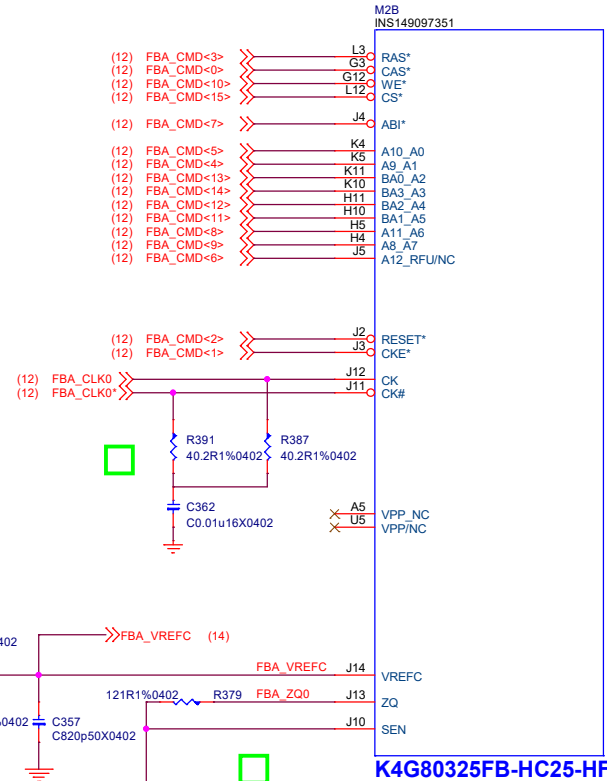 M2B
INS149097351
(12) FBA_CMD<3> L3 RAS*
(12) FBA_CMD<0> G3 CAS*
(12) FBA_CMD<10> G12 WE*
(12) FBA_CMD<15> L12 CS*
(12) FBA_CMD<7> J4 ABI*
(12) FBA_CMD<5> K4 A10_A0
(12) FBA_CMD<4> K5 A9_A1
(12) FBA_CMD<13> K11 BA0_A2
(12) FBA_CMD<14> K10 BA3_A3
(12) FBA_CMD<12> H11 BA2_A4
(12) FBA_CMD<11> H10 BA1_A5
(12) FBA_CMD<8> H5 A11_A6
(12) FBA_CMD<9> H4 A8_A7
(12) FBA_CMD<6> J5 A12_RFU/NC
(12) FBA_CMD<2> J2 RESET*
(12) FBA_CMD<1> J3 CKE*
(12) FBA_CLK0 J12 CK
(12) FBA_CLK0* J11 CK#
R391 R387
40.2R1%0402 40.2R1%0402
C362
C0.01u16X0402
A5 VPP_NC
U5 VPP/NC
402 FBA_VREFC (14)
FBA_VREFC J14 VREFC
121R1%0402 R379 FBA_ZQ0 J13 ZQ
0402 C357 J10 SEN
C820p50X0402
K4G80325FB-HC25-HF